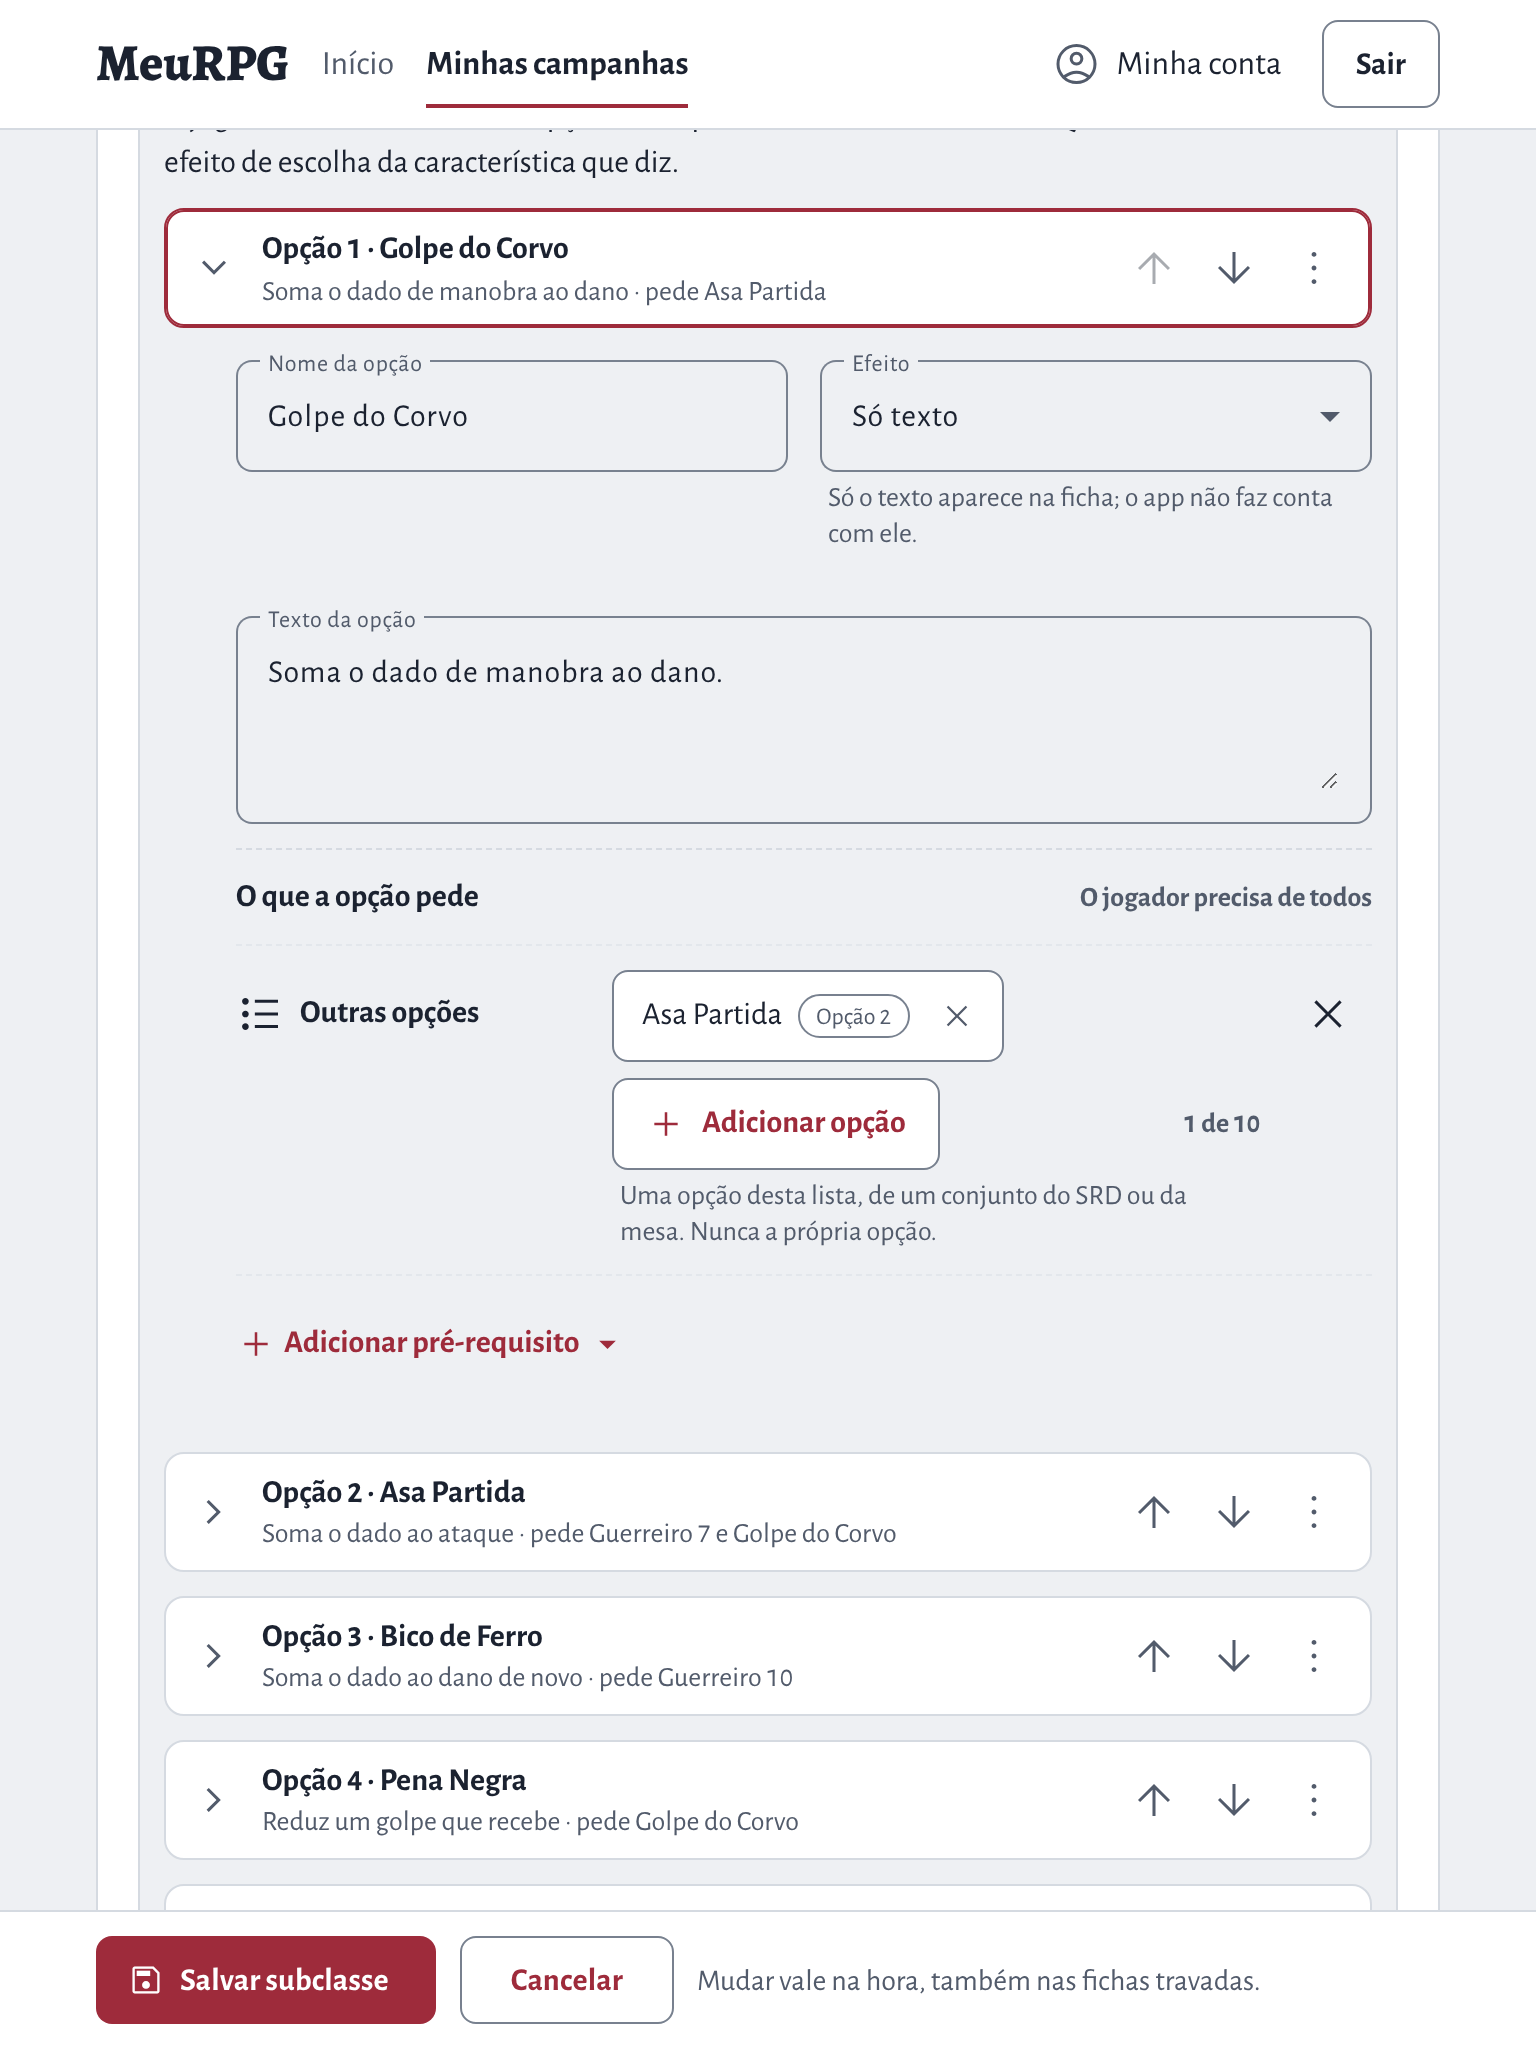 MeuRPG Início Minhas campanhas Minha conta Sair
efeito de escolha da característica que diz.
Opção 1 · Golpe do Corvo
Soma o dado de manobra ao dano · pede Asa Partida
Nome da opção
Golpe do Corvo
Efeito
Só texto
Só o texto aparece na ficha; o app não faz conta
com ele.
Texto da opção
Soma o dado de manobra ao dano.
O que a opção pede
O jogador precisa de todos
Outras opções
Asa Partida Opção 2
Adicionar opção
1 de 10
Uma opção desta lista, de um conjunto do SRD ou da
mesa. Nunca a própria opção.
Adicionar pré-requisito
Opção 2 · Asa Partida
Soma o dado ao ataque · pede Guerreiro 7 e Golpe do Corvo
Opção 3 · Bico de Ferro
Soma o dado ao dano de novo · pede Guerreiro 10
Opção 4 · Pena Negra
Reduz um golpe que recebe · pede Golpe do Corvo
Salvar subclasse Cancelar Mudar vale na hora, também nas fichas travadas.